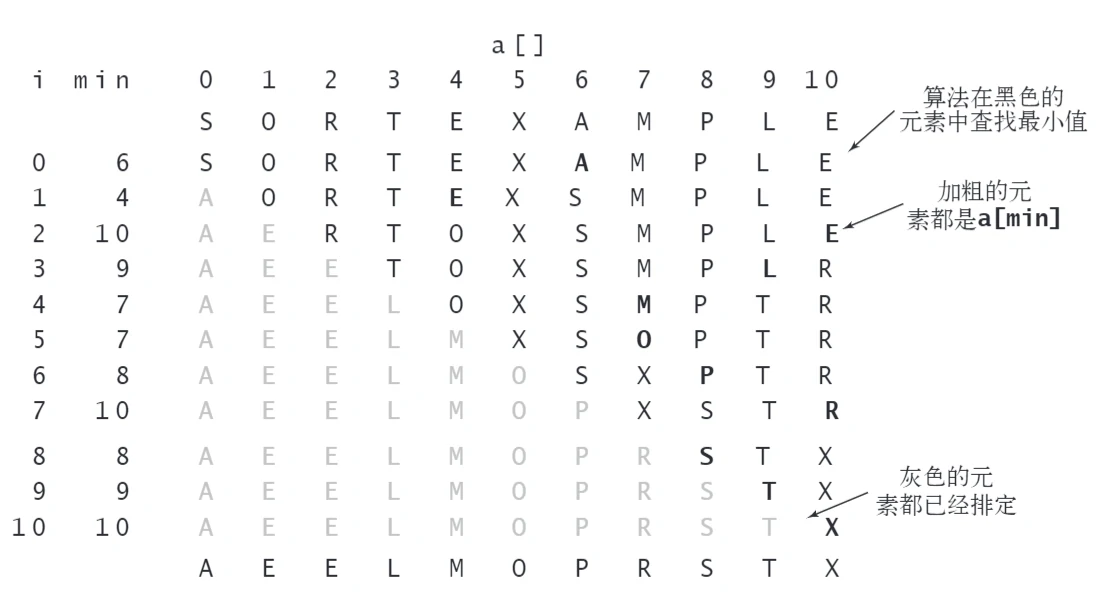 a[]
i min 0 1 2 3 4 5 6 7 8 9 10
S O R T E X A M P L E
0 6 S O R T E X A M P L E
1 4 A O R T E X S M P L E
2 10 A E R T O X S M P L E
3 9 A E E T O X S M P L R
4 7 A E E L O X S M P T R
5 7 A E E L M X S O P T R
6 8 A E E L M O S X P T R
7 10 A E E L M O P X S T R
8 8 A E E L M O P R S T X
9 9 A E E L M O P R S T X
10 10 A E E L M O P R S T X
A E E L M O P R S T X
算法在黑色的
元素中查找最小值
加粗的元
素都是a[min]
灰色的元
素都已经排定